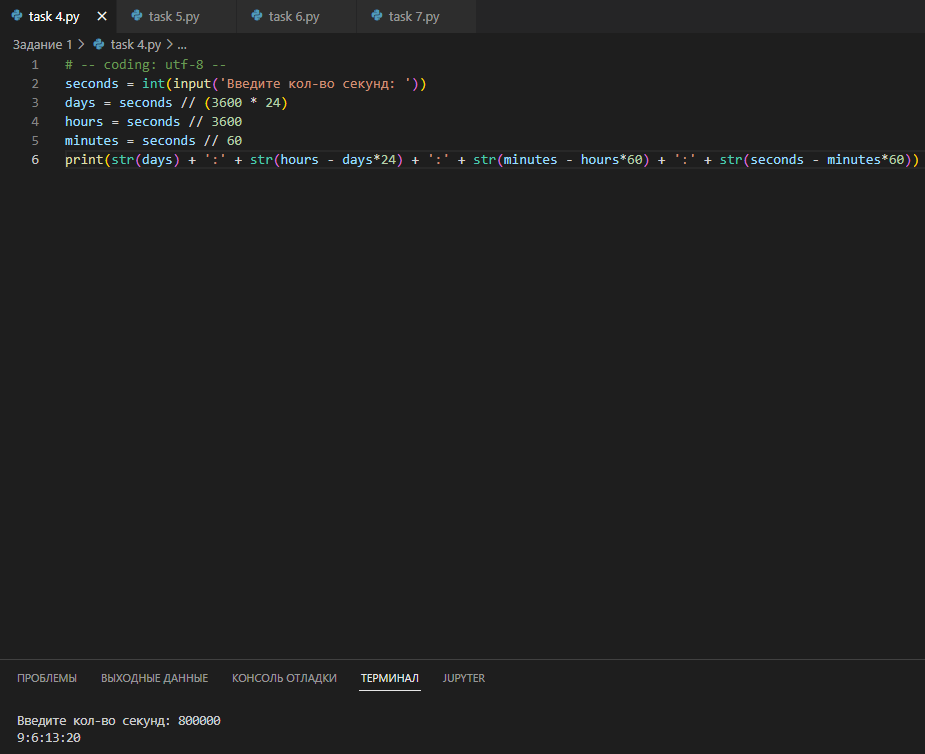 task 4.py task 5.py task 6.py task 7.py
Задание 1 > task 4.py > ...
1 # -- coding: utf-8 --
2 seconds = int(input('Введите кол-во секунд: '))
3 days = seconds // (3600 * 24)
4 hours = seconds // 3600
5 minutes = seconds // 60
6 print(str(days) + ':' + str(hours - days*24) + ':' + str(minutes - hours*60) + ':' + str(seconds - minutes*60))
ПРОБЛЕМЫ ВЫХОДНЫЕ ДАННЫЕ КОНСОЛЬ ОТЛАДКИ ТЕРМИНАЛ JUPYTER
Введите кол-во секунд: 800000
9:6:13:20